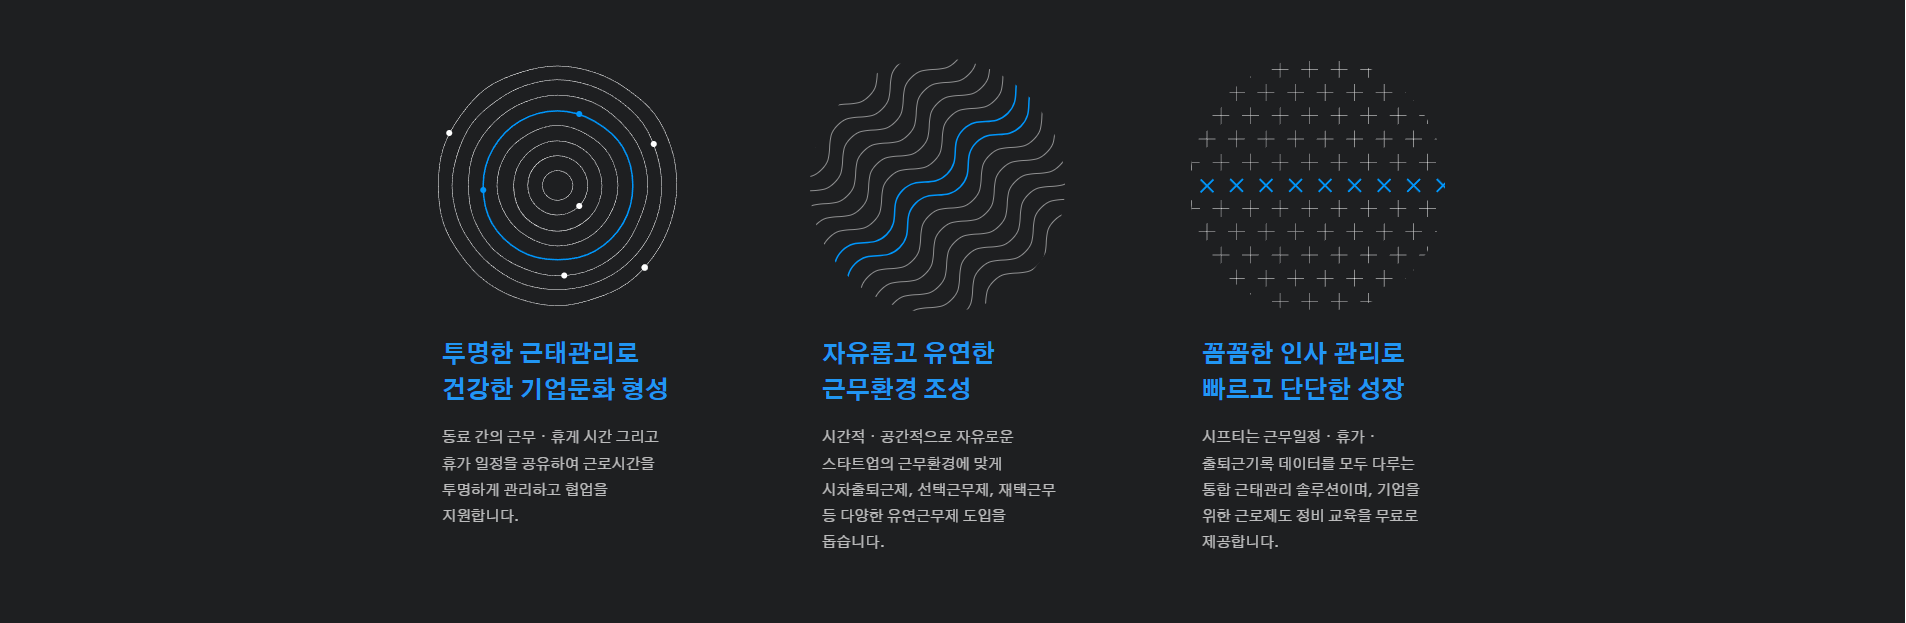 투명한 근태관리로
건강한 기업문화 형성
동료 간의 근무 · 휴게 시간 그리고
휴가 일정을 공유하여 근로시간을
투명하게 관리하고 협업을
지원합니다.
자유롭고 유연한
근무환경 조성
시간적 · 공간적으로 자유로운
스타트업의 근무환경에 맞게
시차출퇴근제, 선택근무제, 재택근무
등 다양한 유연근무제 도입을
돕습니다.
꼼꼼한 인사 관리로
빠르고 단단한 성장
시프티는 근무일정 · 휴가 ·
출퇴근기록 데이터를 모두 다루는
통합 근태관리 솔루션이며, 기업을
위한 근로제도 정비 교육을 무료로
제공합니다.